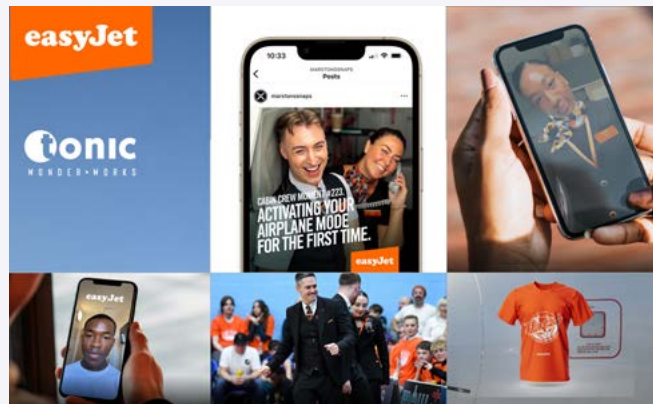 easyJet
tonic
WONDER•WORKS
10:33
MARSTONSNAPS
Posts
marstonsnaps
CABIN CREW MOMENT #223.
ACTIVATING YOUR
AIRPLANE MODE
FOR THE FIRST TIME.
easyJet
easyJet